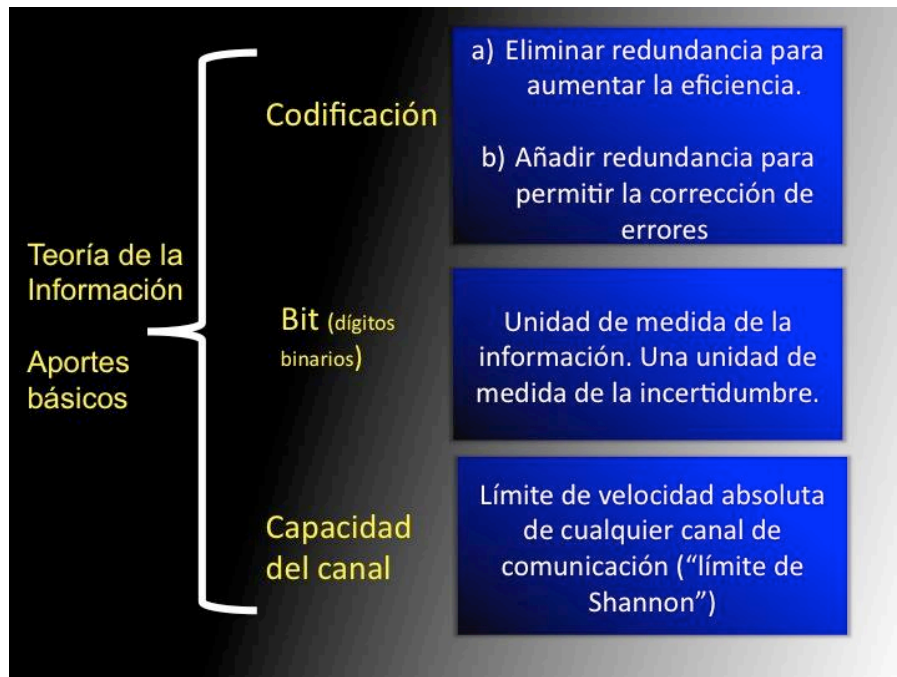 Teoría de la
Información
Aportes
básicos
Codificación
a) Eliminar redundancia para
aumentar la eficiencia.
b) Añadir redundancia para
permitir la corrección de
errores
Bit (dígitos
binarios)
Unidad de medida de la
información. Una unidad de
medida de la incertidumbre.
Capacidad
del canal
Límite de velocidad absoluta
de cualquier canal de
comunicación (“límite de
Shannon”)